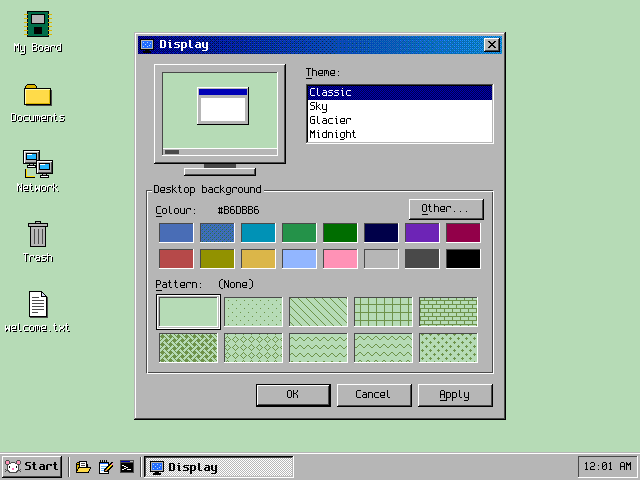 My Board
Documents
Network
Trash
welcome.txt
Display
Theme:
Classic
Sky
Glacier
Midnight
Desktop background
Colour: #B6DBB6
Other...
Pattern: (None)
OK
Cancel
Apply
Start
Display
12:01 AM